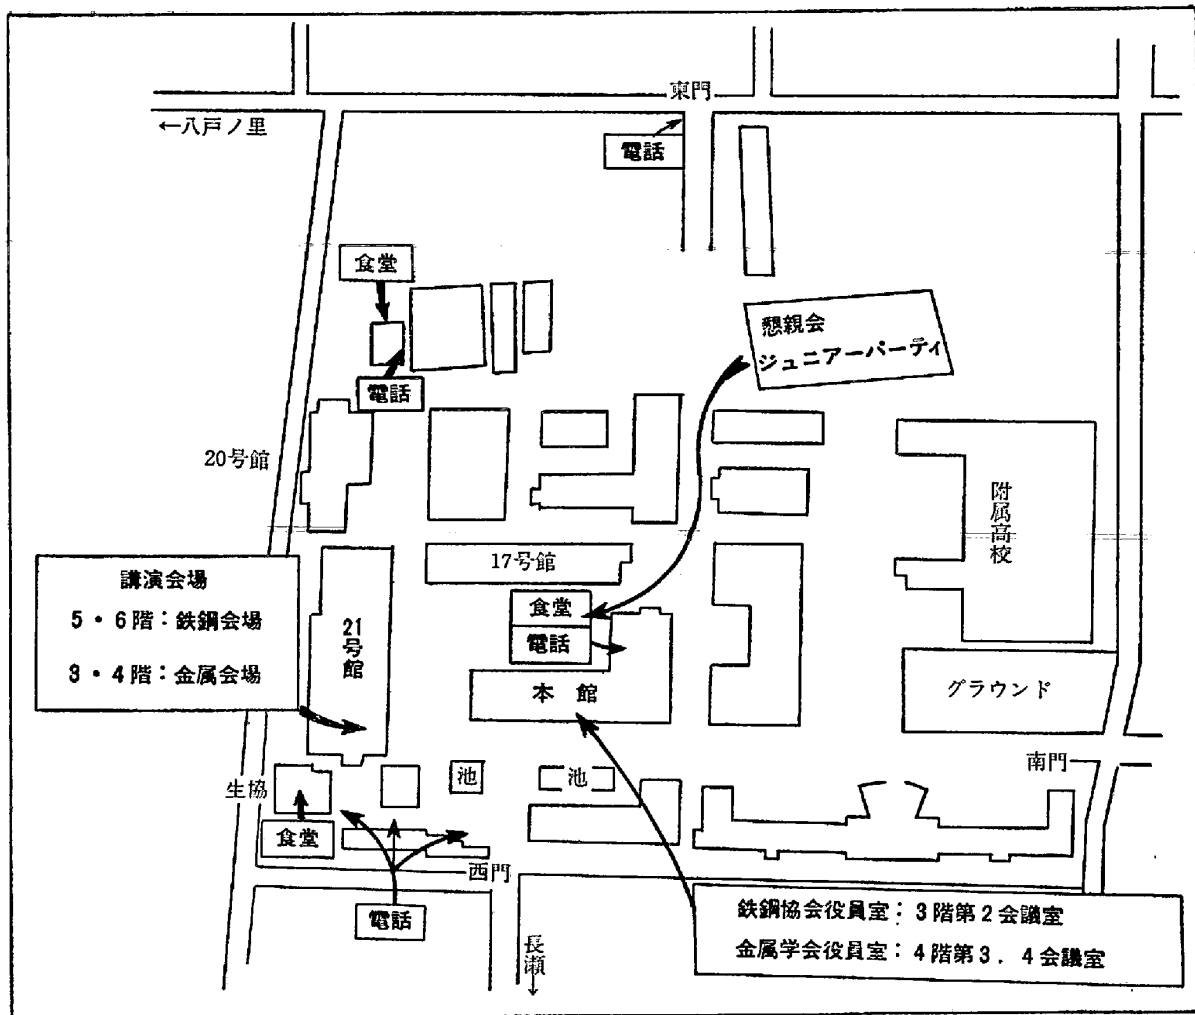 東門
←八戸ノ里
電話
食堂
電話
懇親会
ジュニアーパーティ
20号館
附属高校
17号館
講演会場
5・6階：鉄鋼会場
3・4階：金属会場
21号館
食堂
電話
本館
グラウンド
南門
生協
池
池
食堂
西門
電話
長瀬↓
鉄鋼協会役員室：3階第2会議室
金属学会役員室：4階第3．4会議室